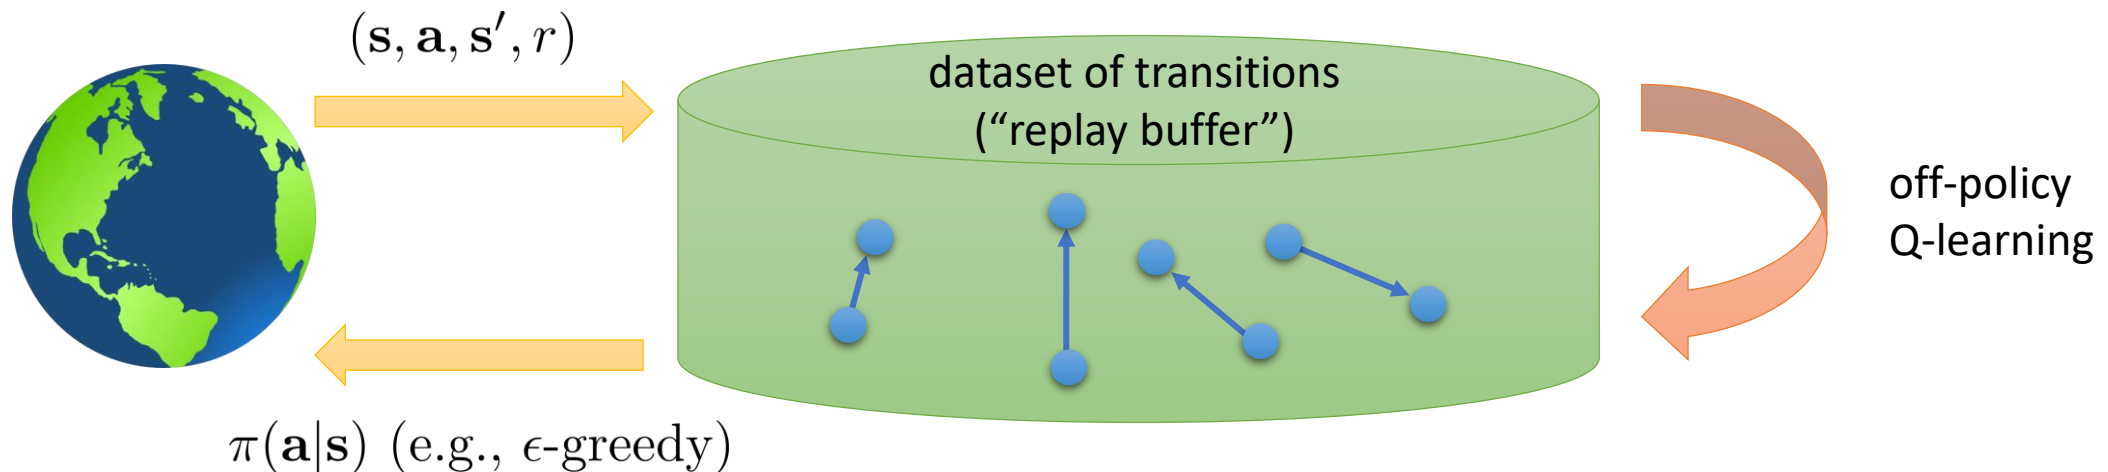 (s, a, s′, r)
dataset of transitions
(“replay buffer”)
off-policy
Q-learning
π(a|s) (e.g., ϵ-greedy)